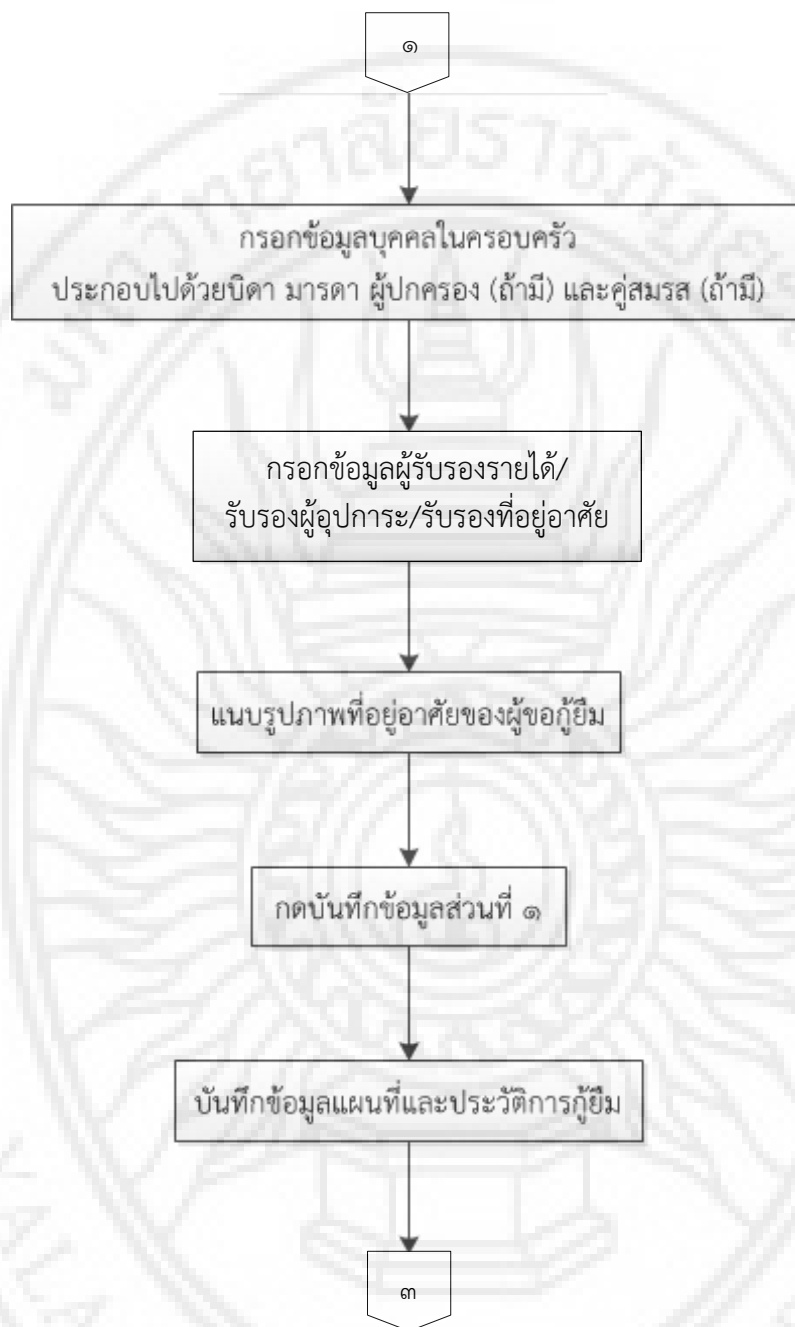 ๑
กรอกข้อมูลบุคคลในครอบครัว
ประกอบไปด้วยบิดา มารดา ผู้ปกครอง (ถ้ามี) และคู่สมรส (ถ้ามี)
กรอกข้อมูลผู้รับรองรายได้/
รับรองผู้อุปการะ/รับรองที่อยู่อาศัย
แนบรูปภาพที่อยู่อาศัยของผู้ขอกู้ยืม
กดบันทึกข้อมูลส่วนที่ ๑
บันทึกข้อมูลแผนที่และประวัติการกู้ยืม
๓